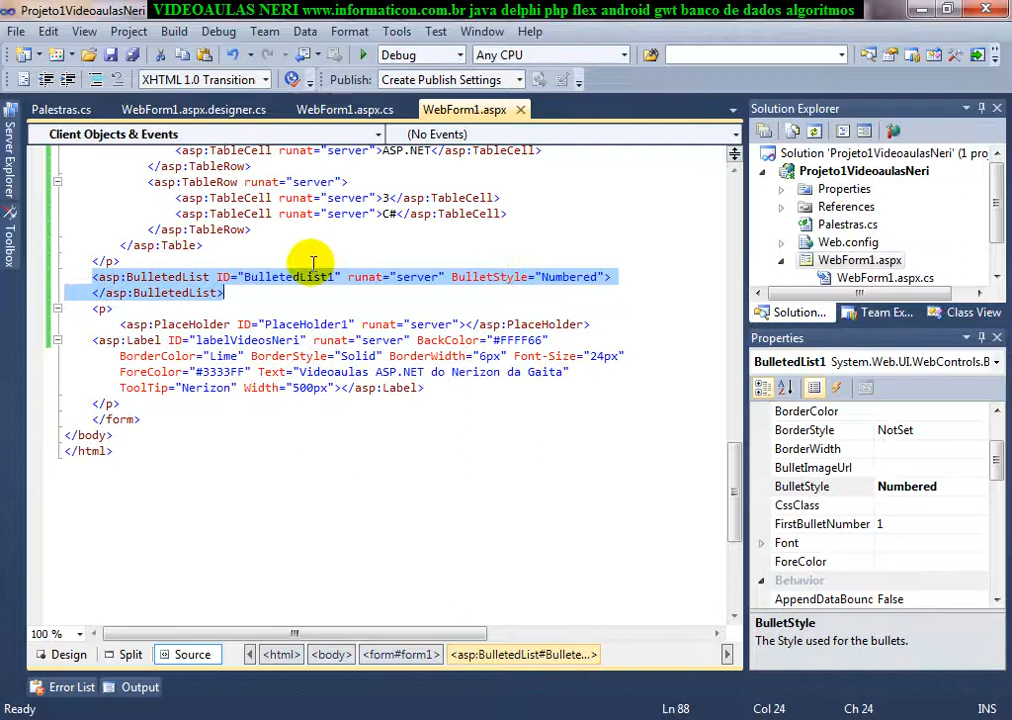 Projeto1VideoaulasNeri
VIDEOAULAS NERI www.informaticon.com.br java delphi php flex android gwt banco de dados algoritmos
File Edit View Project Build Debug Team Data Format Tools Test Window Help
Debug Any CPU
XHTML 1.0 Transition Publish: Create Publish Settings
Server Explorer
Toolbox
Palestras.cs WebForm1.aspx.designer.cs WebForm1.aspx.cs WebForm1.aspx
Client Objects & Events (No Events)
<asp:TableCell runat="server">ASP.NET</asp:TableCell>
</asp:TableRow>
<asp:TableRow runat="server">
<asp:TableCell runat="server">3</asp:TableCell>
<asp:TableCell runat="server">C#</asp:TableCell>
</asp:TableRow>
</asp:Table>
</p>
<asp:BulletedList ID="BulletedList1" runat="server" BulletStyle="Numbered">
</asp:BulletedList>
<p>
<asp:PlaceHolder ID="PlaceHolder1" runat="server"></asp:PlaceHolder>
<asp:Label ID="labelVideosNeri" runat="server" BackColor="#FFFF66"
BorderColor="Lime" BorderStyle="Solid" BorderWidth="6px" Font-Size="24px"
ForeColor="#3333FF" Text="Videoaulas ASP.NET do Nerizon da Gaita"
ToolTip="Nerizon" Width="500px"></asp:Label>
</p>
</form>
</body>
</html>
100 %
Design Split Source <html> <body> <form#form1> <asp:BulletedList#Bullete...>
Error List Output
Ready Ln 88 Col 24 Ch 24 INS
Solution Explorer
Solution 'Projeto1VideoaulasNeri' (1 pro
Projeto1VideoaulasNeri
Properties
References
Palestras.cs
Web.config
WebForm1.aspx
WebForm1.aspx.cs
Solution... Team Ex... Class View
Properties
BulletedList1 System.Web.UI.WebControls.B
BorderColor
BorderStyle NotSet
BorderWidth
BulletImageUrl
BulletStyle Numbered
CssClass
FirstBulletNumber 1
Font
ForeColor
Behavior
AppendDataBounc False
BulletStyle
The Style used for the bullets.